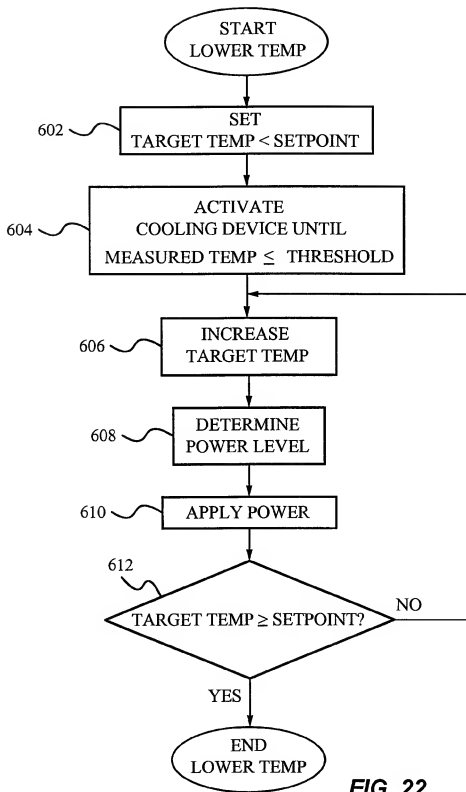 START
LOWER TEMP
602
SET
TARGET TEMP < SETPOINT
604
ACTIVATE
COOLING DEVICE UNTIL
MEASURED TEMP ≤ THRESHOLD
606
INCREASE
TARGET TEMP
608
DETERMINE
POWER LEVEL
610
APPLY POWER
612
TARGET TEMP ≥ SETPOINT?
NO
YES
END
LOWER TEMP
FIG. 22